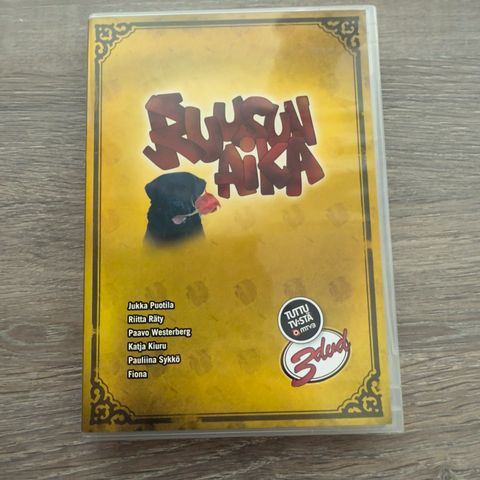 RUUSUN
AIKA
Jukka Puotila
Riitta Räty
Paavo Westerberg
Katja Kiuru
Pauliina Sykkö
Fiona
TUTTU
TV:STÄ
MTV3
3dvd